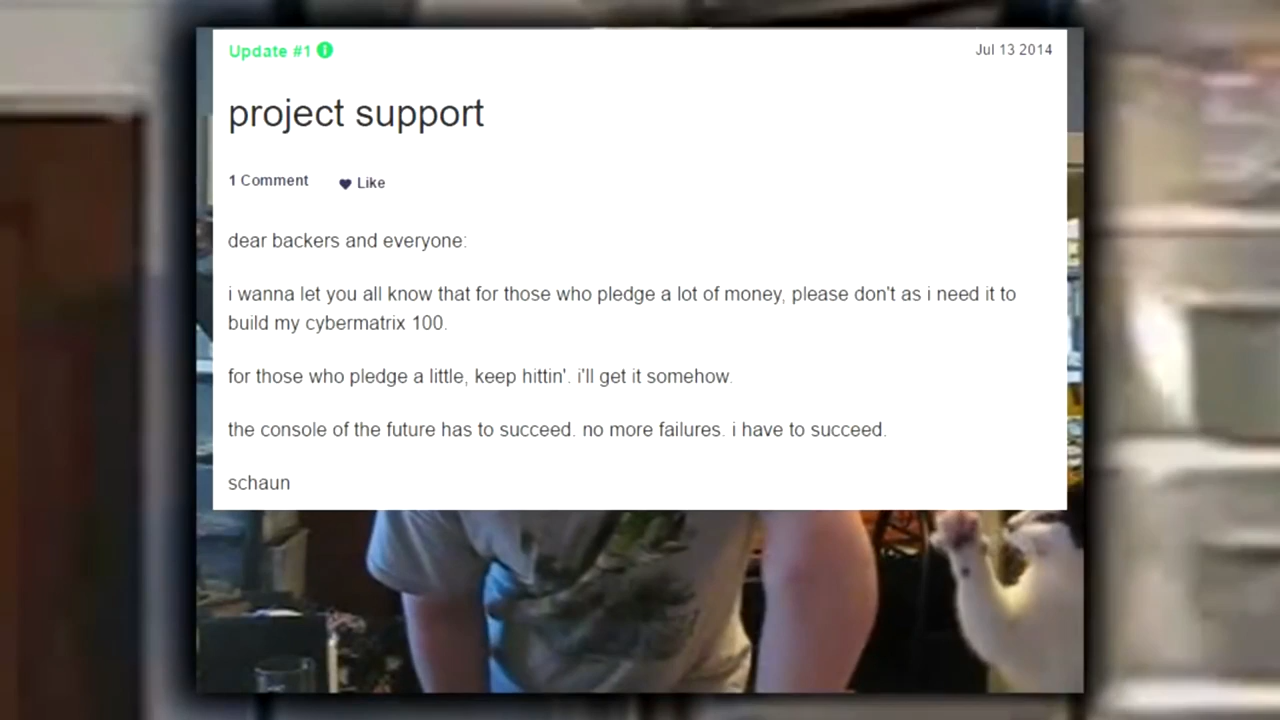 Update #1
Jul 13 2014
project support
1 Comment
Like
dear backers and everyone:
i wanna let you all know that for those who pledge a lot of money, please don't as i need it to
build my cybermatrix 100.
for those who pledge a little, keep hittin'. i'll get it somehow.
the console of the future has to succeed. no more failures. i have to succeed.
schaun